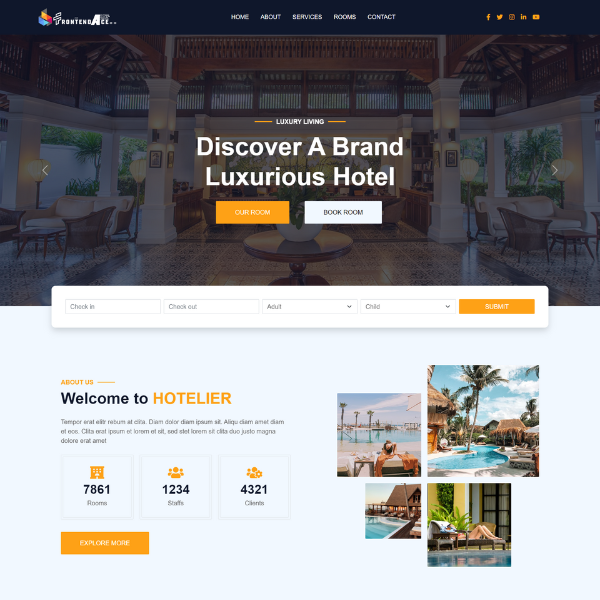 FRONTENDACE
HOME ABOUT SERVICES ROOMS CONTACT
LUXURY LIVING
Discover A Brand
Luxurious Hotel
OUR ROOM BOOK ROOM
Check in Check out Adult Child SUBMIT
ABOUT US
Welcome to HOTELIER
Tempor erat elitr rebum at clita. Diam dolor diam ipsum sit. Aliqu diam amet diam
et eos. Clita erat ipsum et lorem et sit, sed stet lorem sit clita duo justo magna
dolore erat amet
7861 1234 4321
Rooms Staffs Clients
EXPLORE MORE